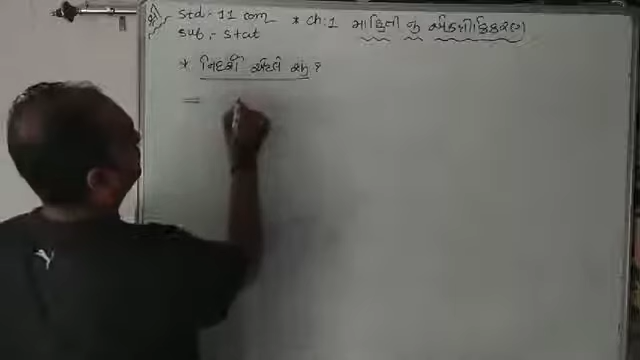 Std:- 11 com * ch:1 માહિતી નું એકત્રીકરણ
Sub:- Stat
* નિદર્શ એટલે શું ?
=